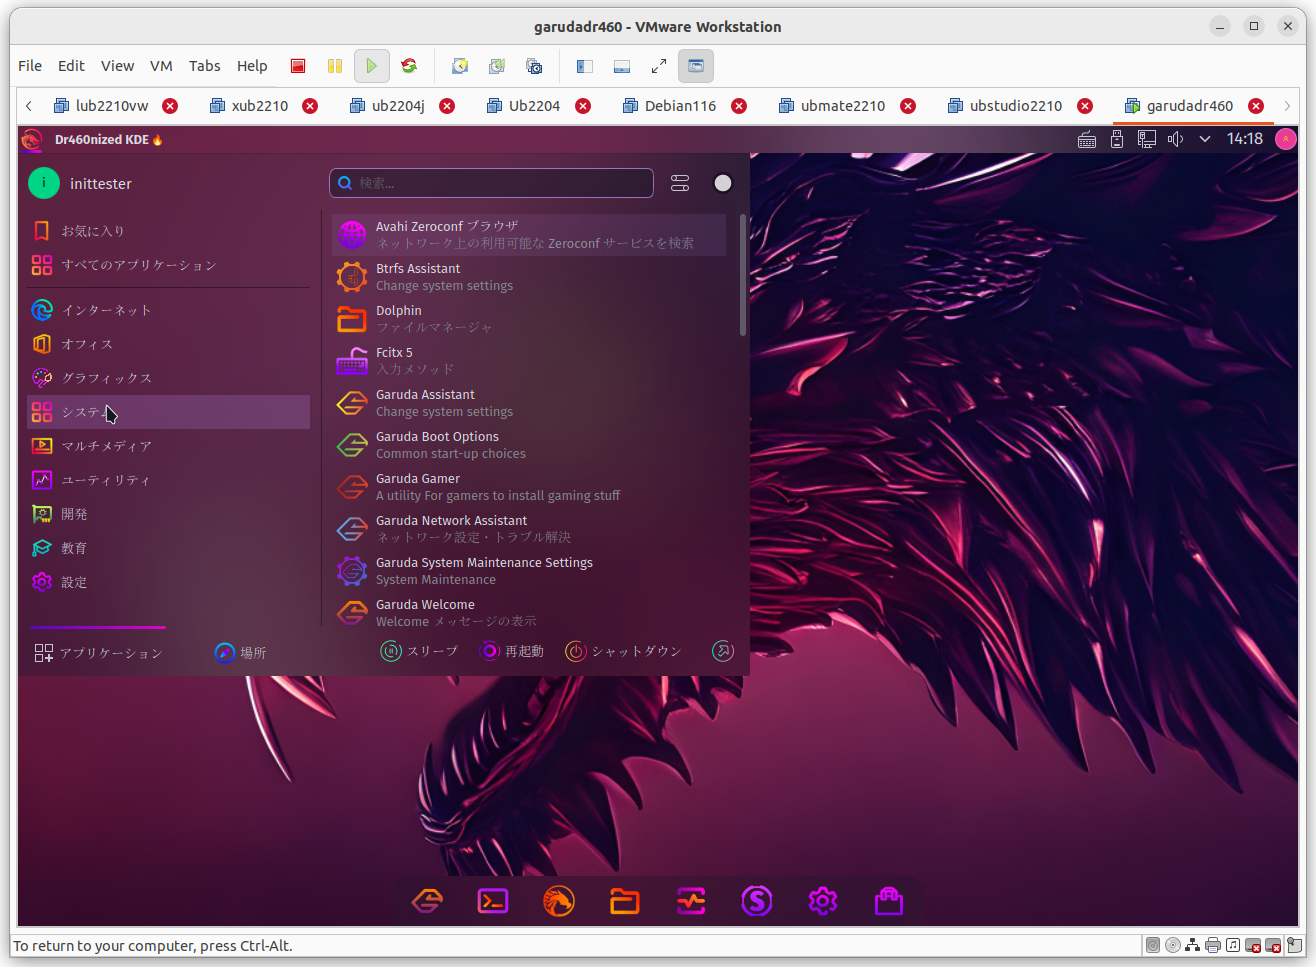 garudadr460 - VMware Workstation
File Edit View VM Tabs Help
lub2210vw xub2210 ub2204j Ub2204 Debian116 ubmate2210 ubstudio2210 garudadr460
Dr460nized KDE🔥 14:18
i inittester
検索...
お気に入り
すべてのアプリケーション
インターネット
オフィス
グラフィックス
システム
マルチメディア
ユーティリティ
開発
教育
設定
Avahi Zeroconf ブラウザ
ネットワーク上の利用可能な Zeroconf サービスを検索
Btrfs Assistant
Change system settings
Dolphin
ファイルマネージャ
Fcitx 5
入力メソッド
Garuda Assistant
Change system settings
Garuda Boot Options
Common start-up choices
Garuda Gamer
A utility For gamers to install gaming stuff
Garuda Network Assistant
ネットワーク設定・トラブル解決
Garuda System Maintenance Settings
System Maintenance
Garuda Welcome
Welcome メッセージの表示
アプリケーション 場所 スリープ 再起動 シャットダウン
To return to your computer, press Ctrl-Alt.